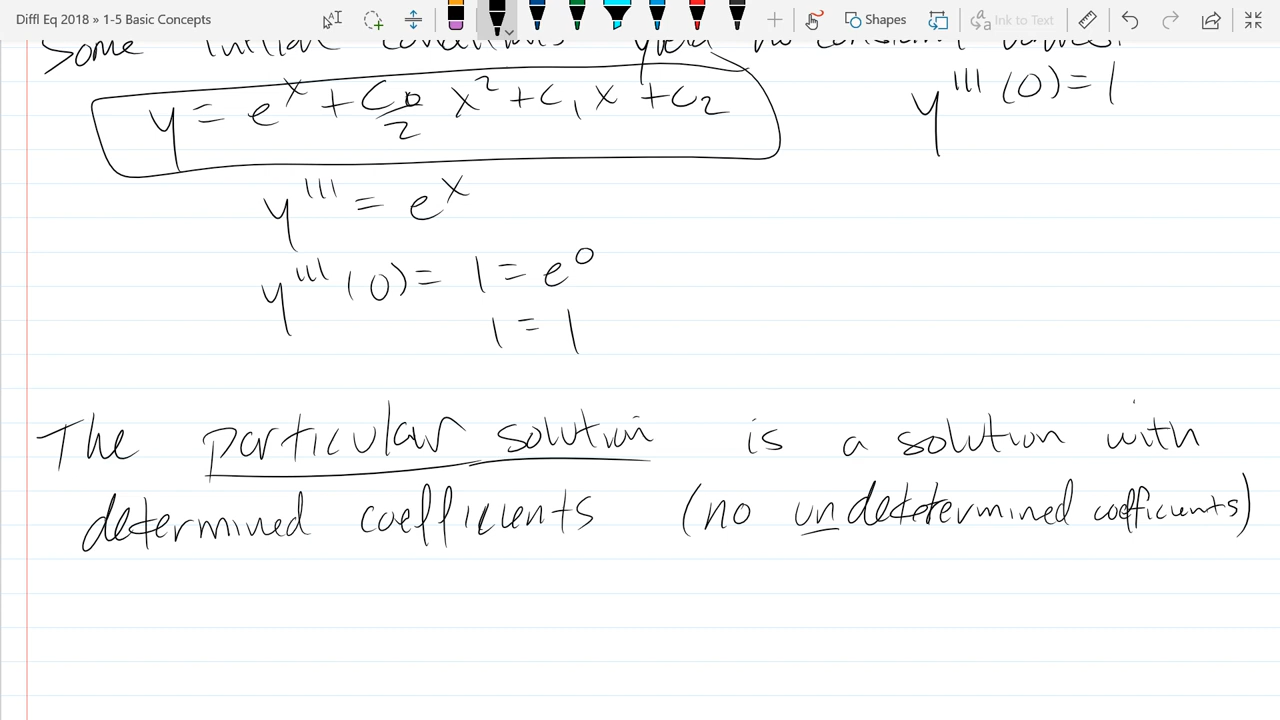 Diffl Eq 2018 » 1-5 Basic Concepts
Shapes
Ink to Text
Some initial conditions yield no constant values.
y = e^x + C₀/2 x² + C₁x + C₂
y'''(0) = 1
y''' = e^x
y'''(0) = 1 = e^0
1 = 1
The particular solution is a solution with
determined coefficients (no undetetermined coefficients)